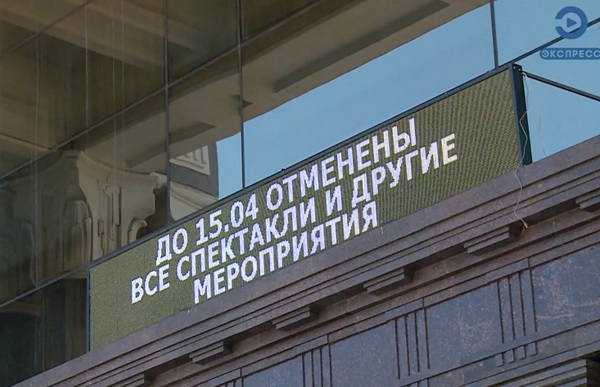 ЭКСПРЕСС
ДО 15.04 ОТМЕНЕНЫ
ВСЕ СПЕКТАКЛИ И ДРУГИЕ
МЕРОПРИЯТИЯ